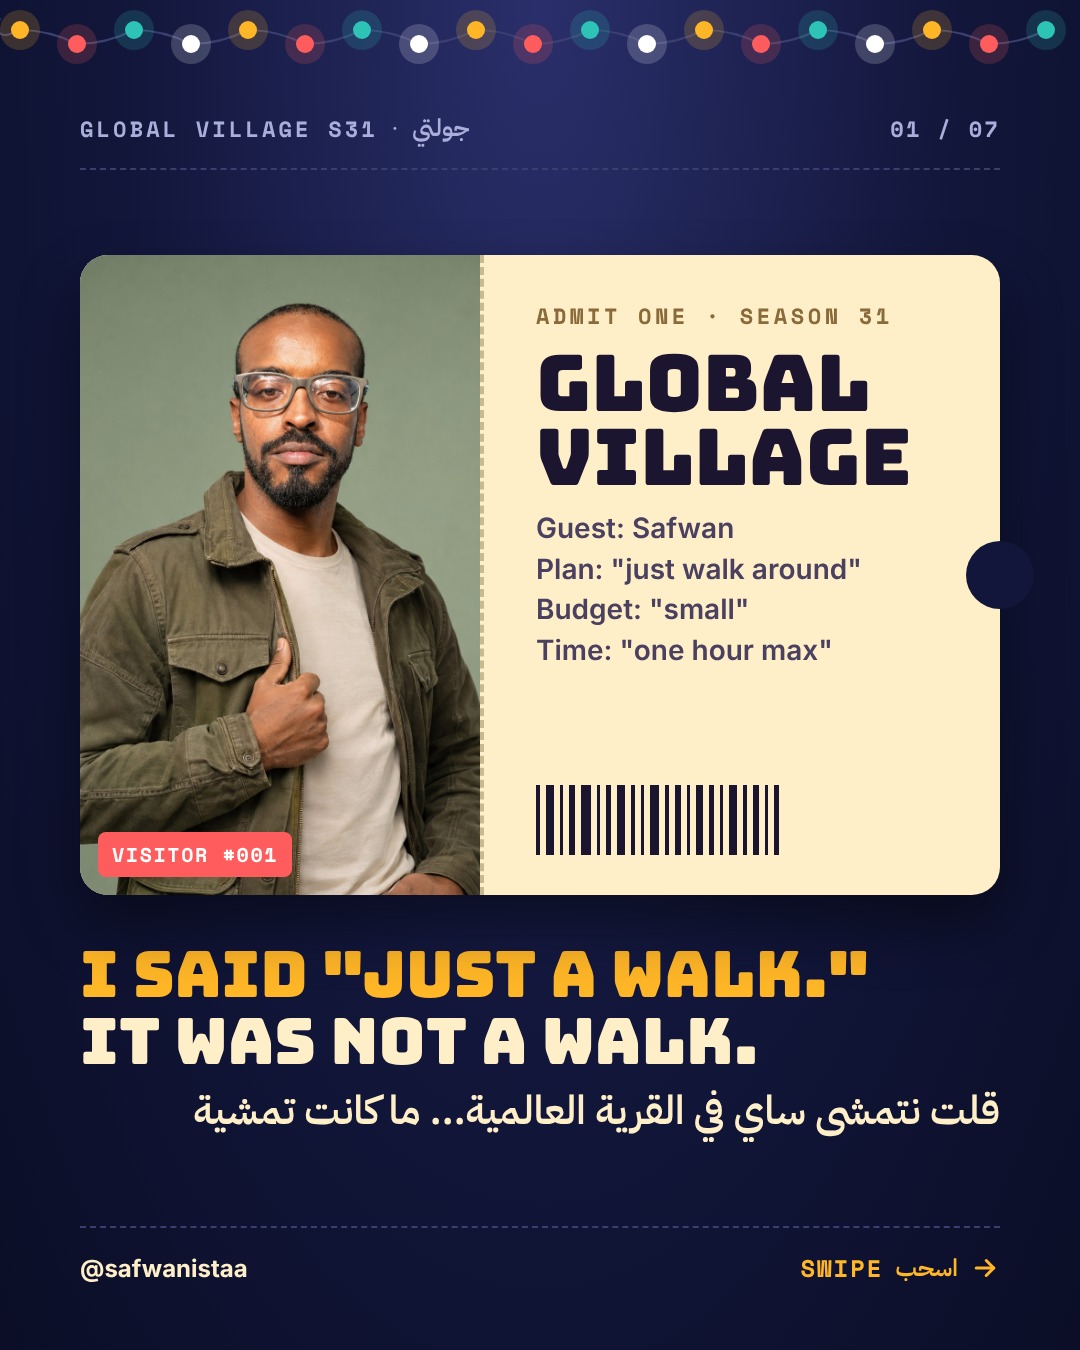 GLOBAL VILLAGE S31 · جولتي
01 / 07
ADMIT ONE · SEASON 31
GLOBAL
VILLAGE
Guest: Safwan
Plan: "just walk around"
Budget: "small"
Time: "one hour max"
VISITOR #001
I SAID "JUST A WALK."
IT WAS NOT A WALK.
قلت نتمشى ساي في القرية العالمية... ما كانت تمشية
@safwanistaa
SWIPE اسحب →